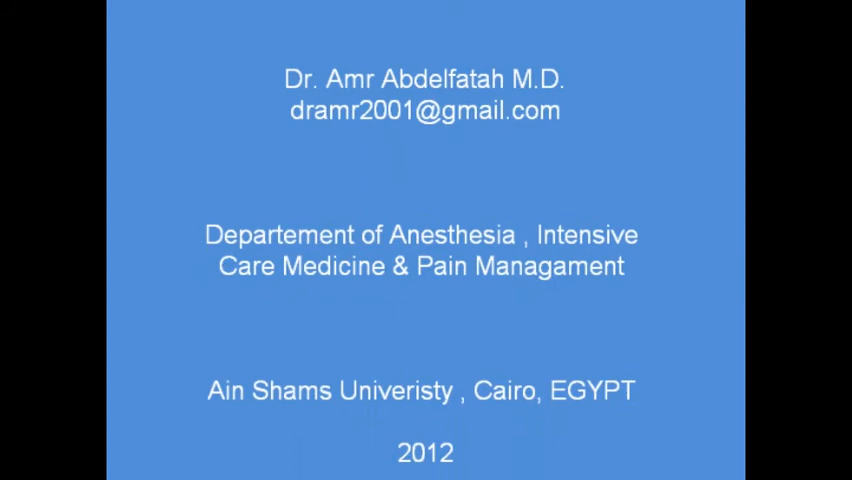 Dr. Amr Abdelfatah M.D.
dramr2001@gmail.com
Departement of Anesthesia , Intensive
Care Medicine & Pain Managament
Ain Shams Univeristy , Cairo, EGYPT
2012